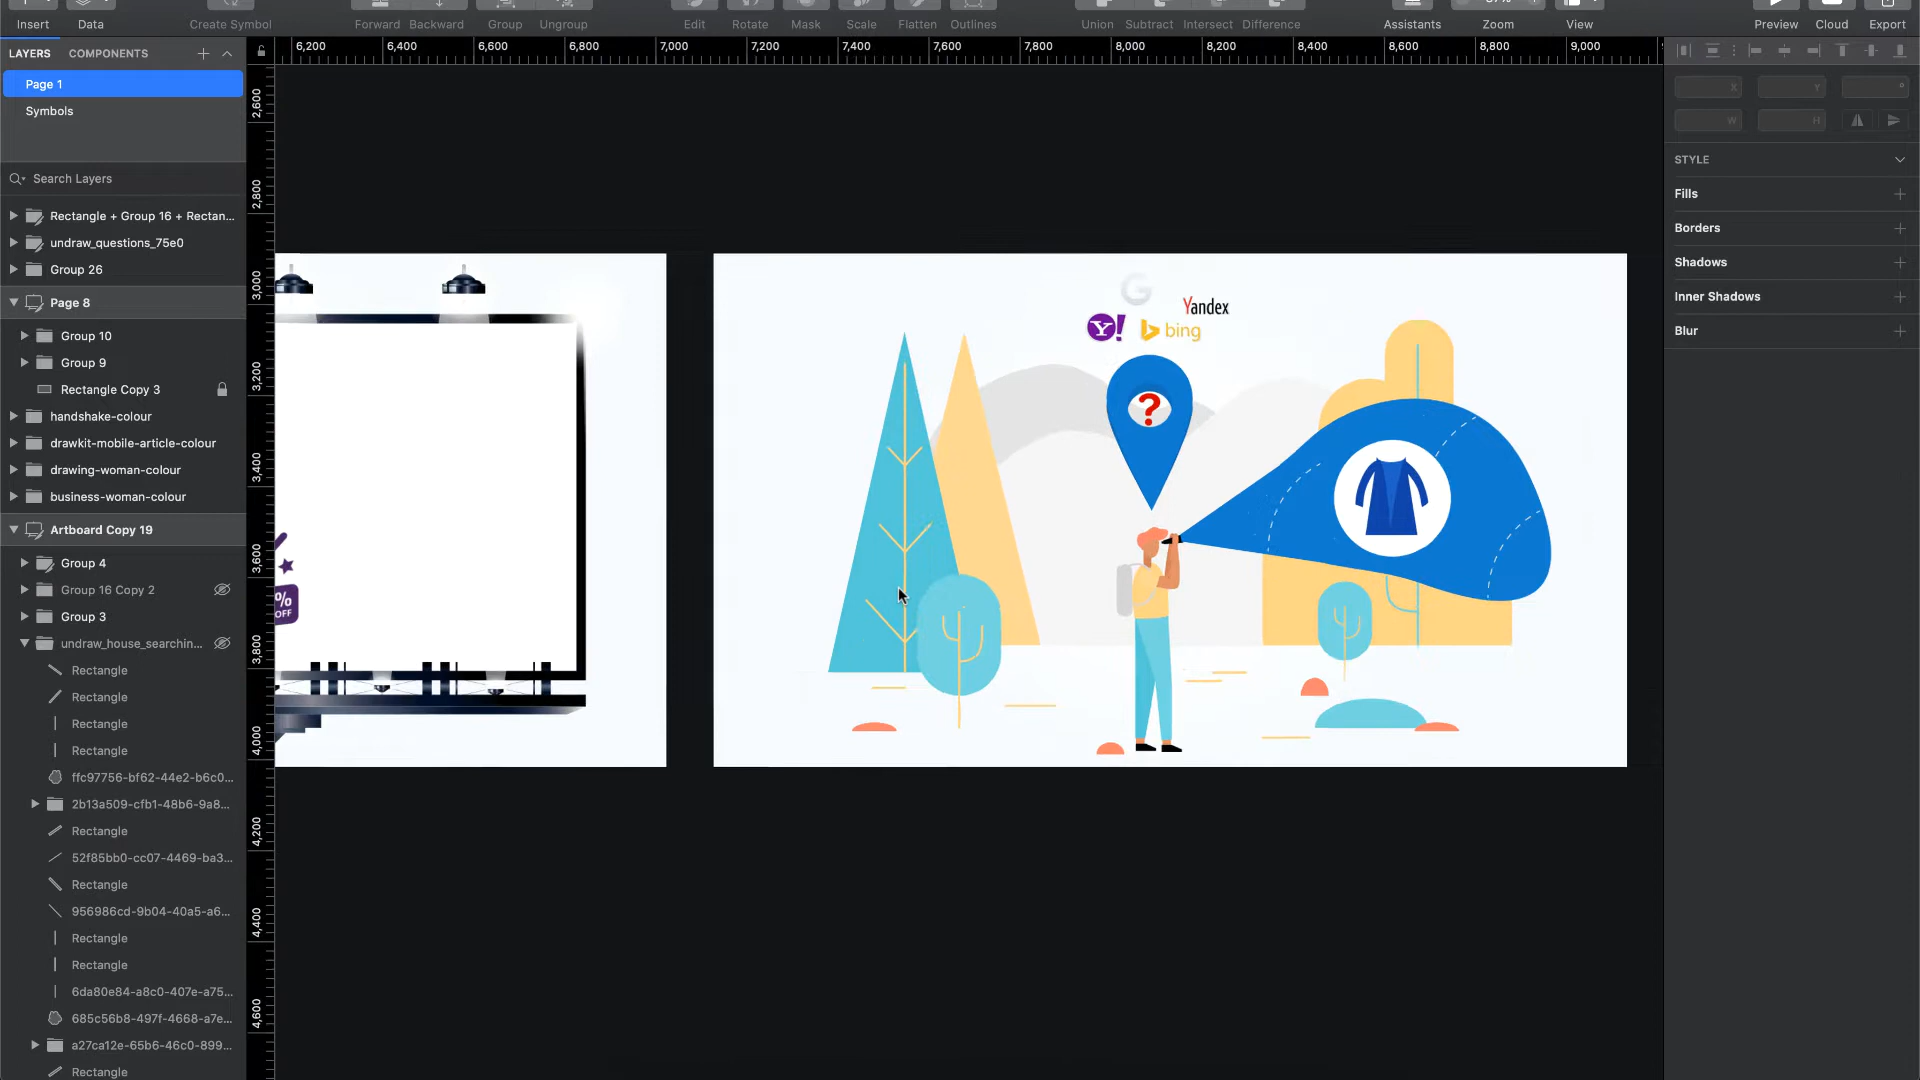 Insert Data Create Symbol Forward Backward Group Ungroup Edit Rotate Mask Scale Flatten Outlines Union Subtract Intersect Difference Assistants Zoom View Preview Cloud Export
LAYERS COMPONENTS
6,200 6,400 6,600 6,800 7,000 7,200 7,400 7,600 7,800 8,000 8,200 8,400 8,600 8,800 9,000
Page 1
Symbols
Search Layers
Rectangle + Group 16 + Rectan...
undraw_questions_75e0
Group 26
Page 8
Group 10
Group 9
Rectangle Copy 3
handshake-colour
drawkit-mobile-article-colour
drawing-woman-colour
business-woman-colour
Artboard Copy 19
Group 4
Group 16 Copy 2
Group 3
undraw_house_searchin...
Rectangle
Rectangle
Rectangle
Rectangle
ffc97756-bf62-44e2-b6c0...
2b13a509-cfb1-48b6-9a8...
Rectangle
52f85bb0-cc07-4469-ba3...
Rectangle
956986cd-9b04-40a5-a6...
Rectangle
Rectangle
6da80e84-a8c0-407e-a75...
685c56b8-497f-4668-a7e...
a27ca12e-65b6-46c0-899...
Rectangle
2,600
2,800
3,000
3,200
3,400
3,600
3,800
4,000
4,200
4,400
4,600
%
OFF
G
Yandex
Y! bing
?
X Y °
W H
STYLE
Fills
Borders
Shadows
Inner Shadows
Blur